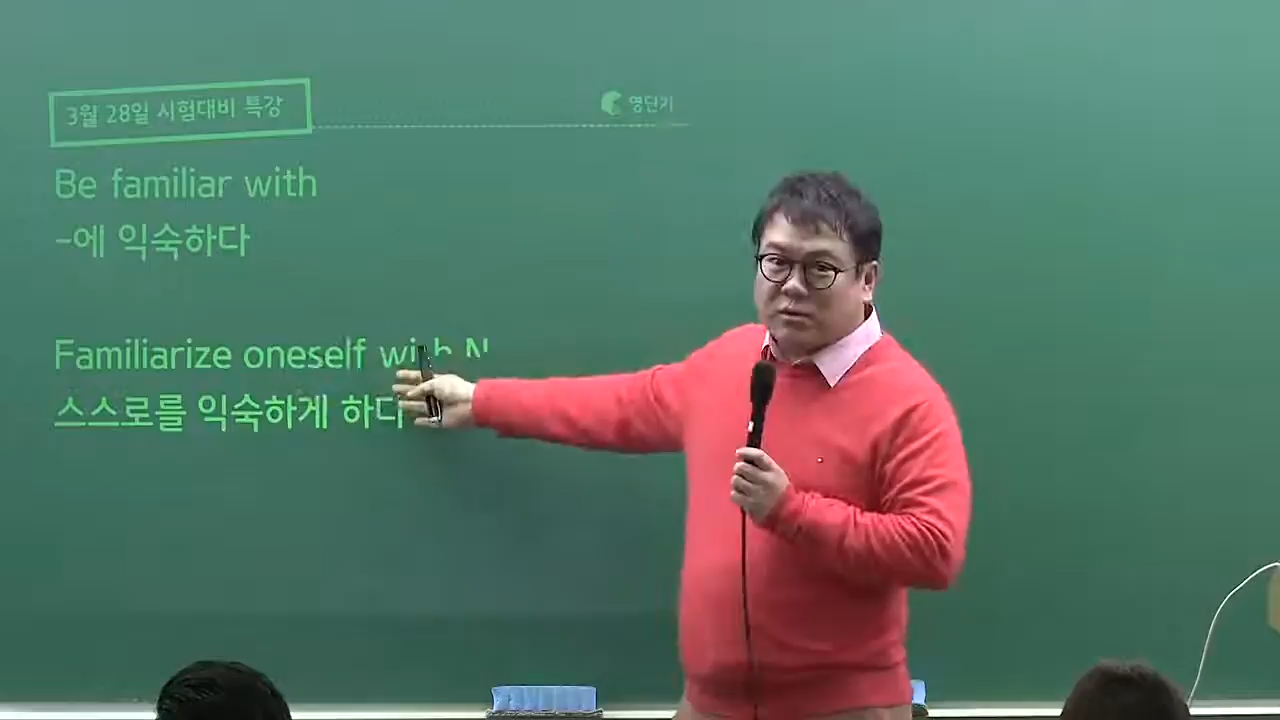 3월 28일 시험대비 특강
영단기
Be familiar with
~에 익숙하다
Familiarize oneself with N
스스로를 익숙하게 하다